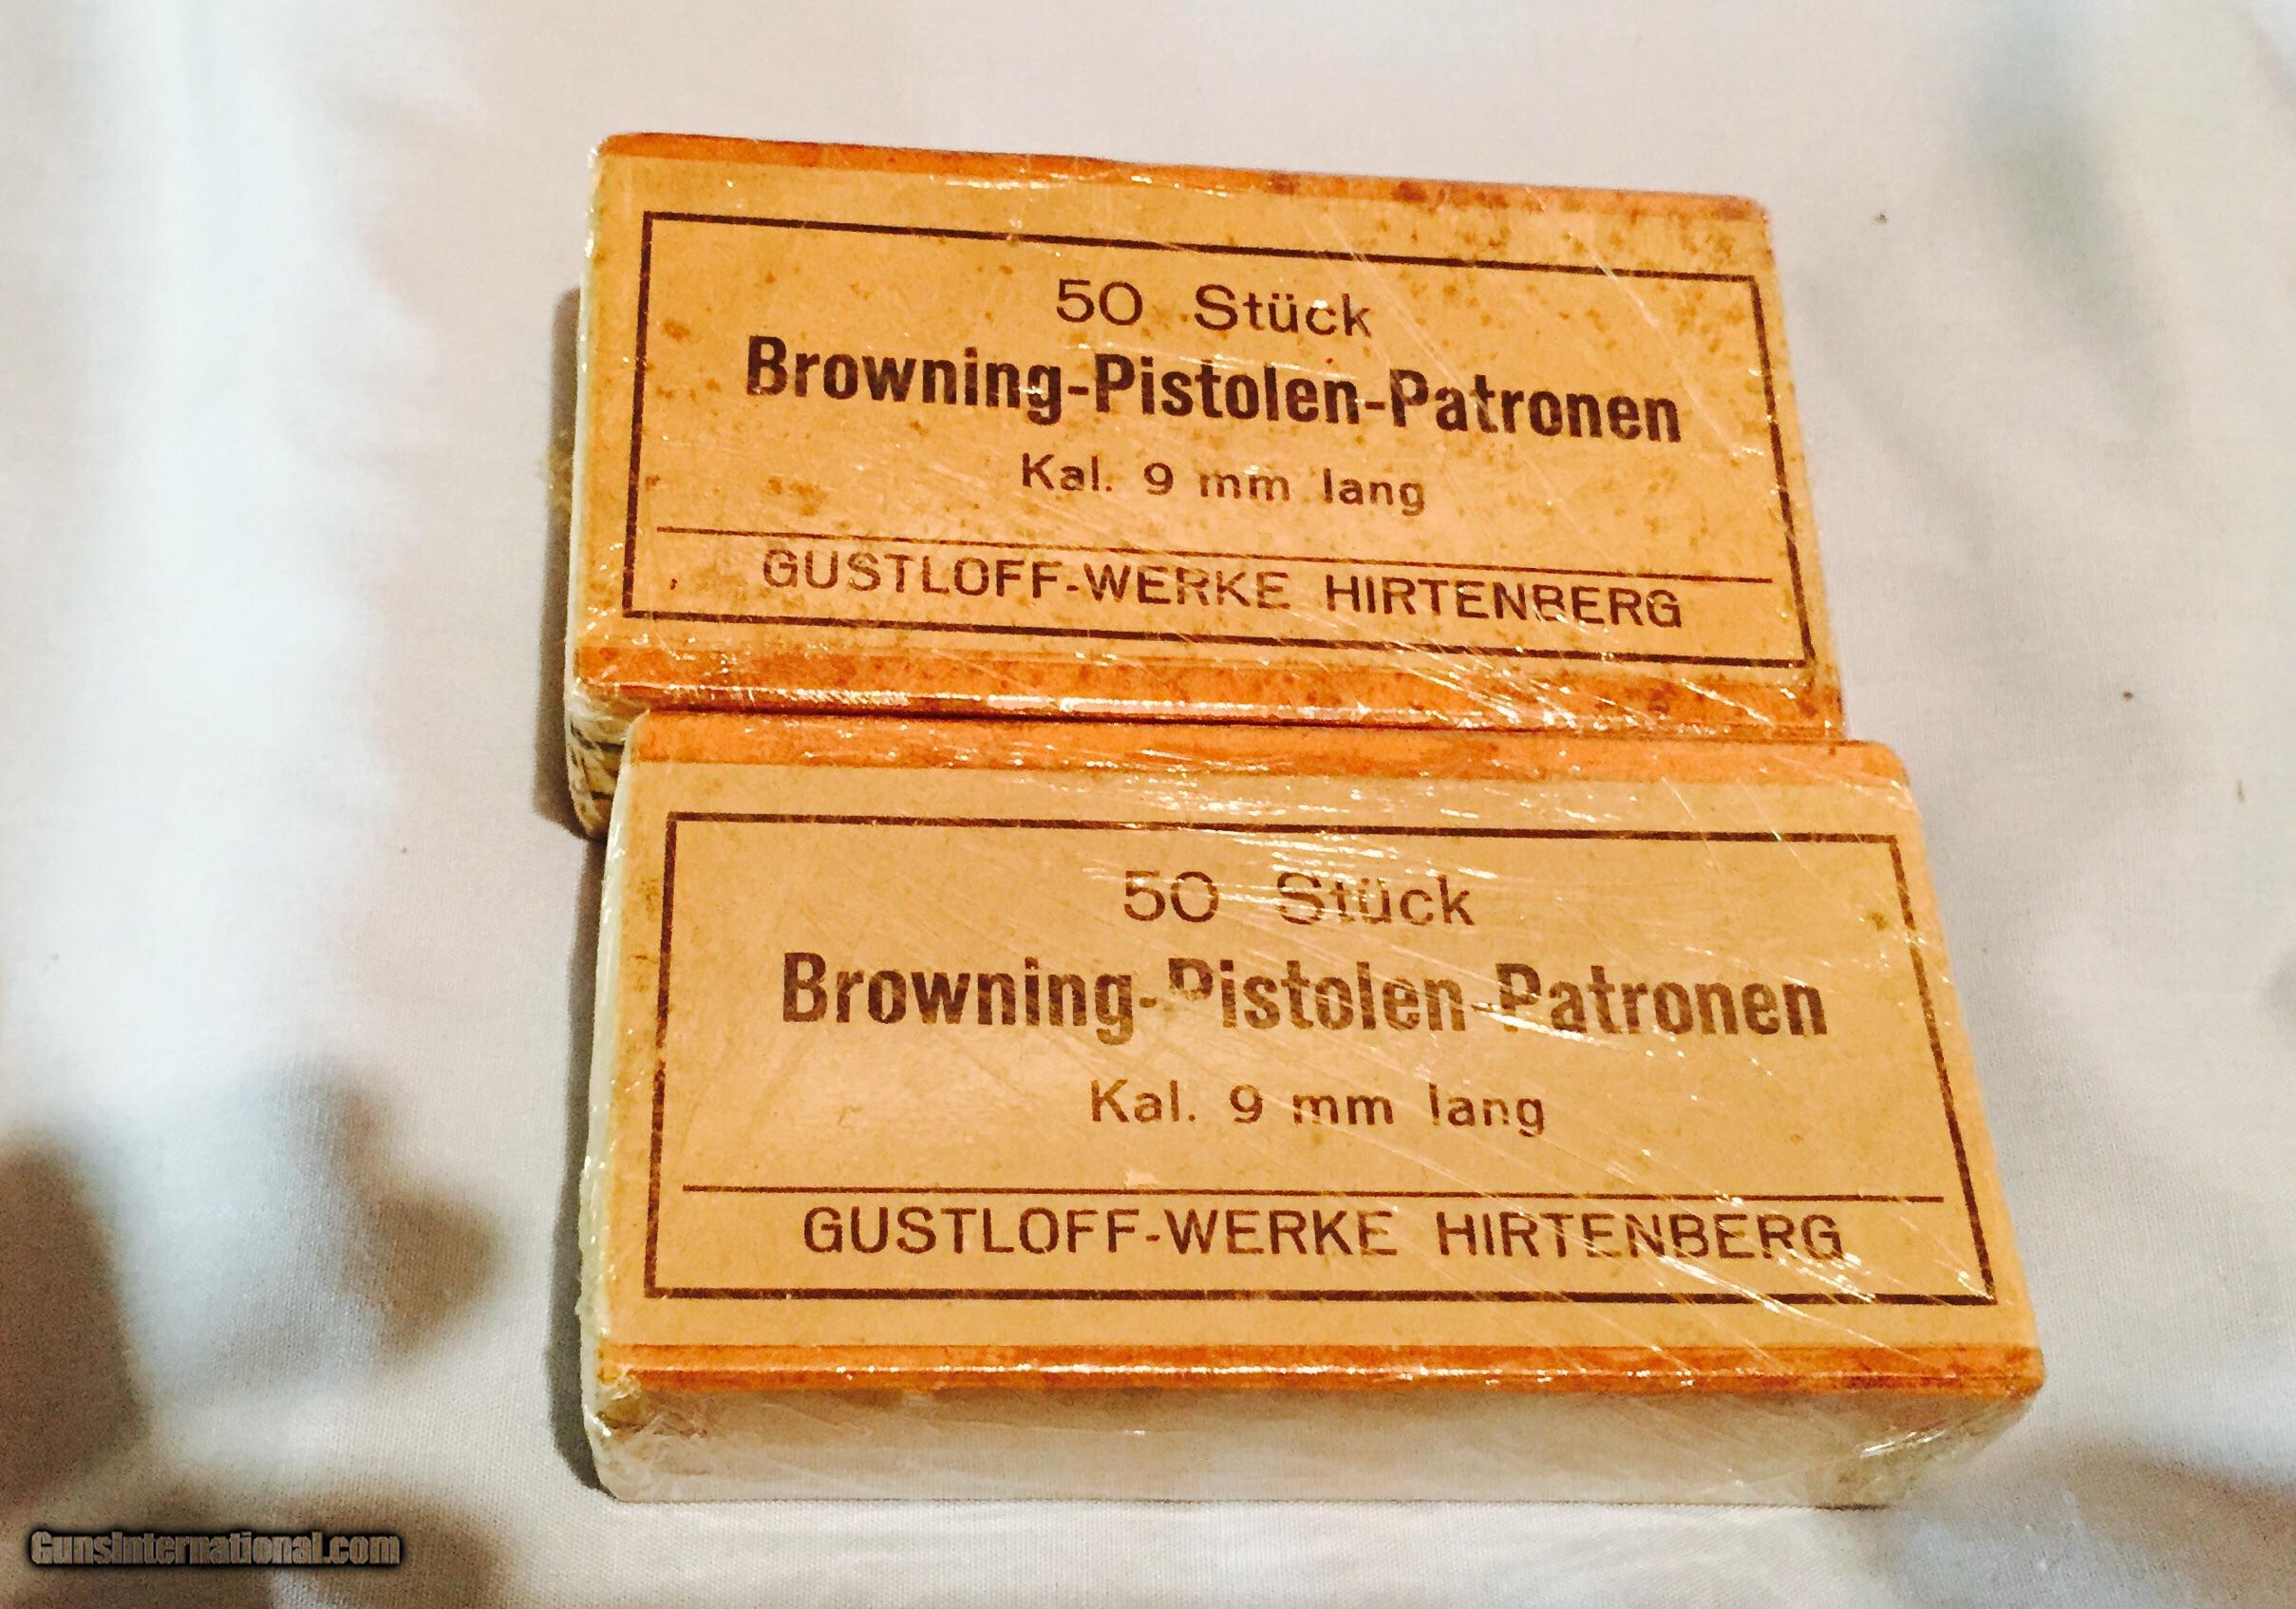 50 Stück
Browning-Pistolen-Patronen
Kal. 9 mm lang
GUSTLOFF-WERKE HIRTENBERG
50 Stück
Browning-Pistolen-Patronen
Kal. 9 mm lang
GUSTLOFF-WERKE HIRTENBERG
GunsInternational.com